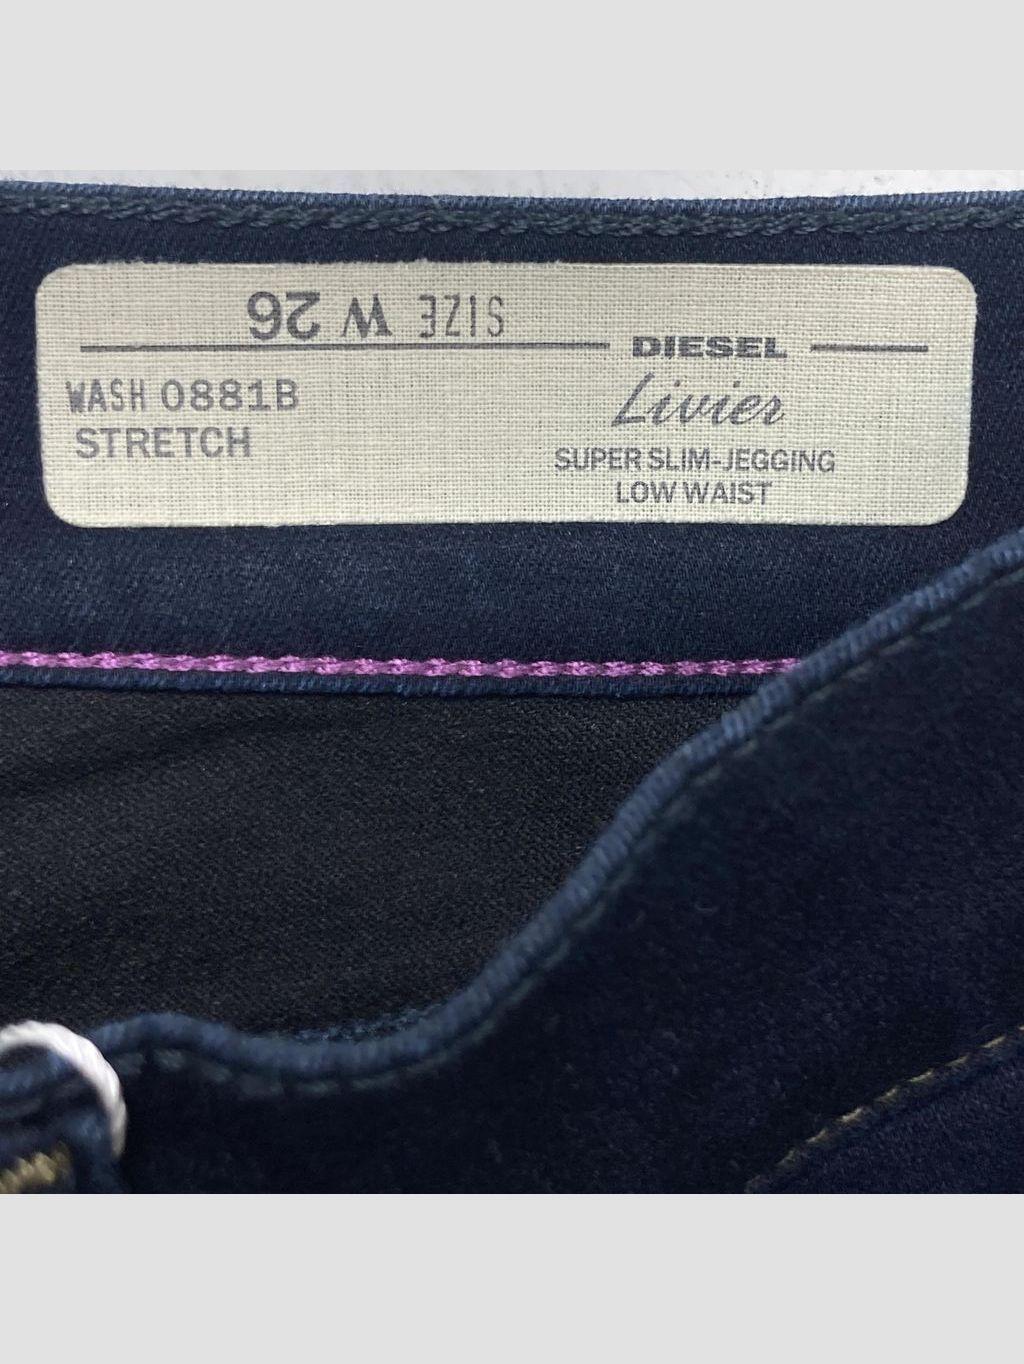 SIZE W 26
DIESEL
Livier
SUPER SLIM-JEGGING
LOW WAIST
WASH 0881B
STRETCH